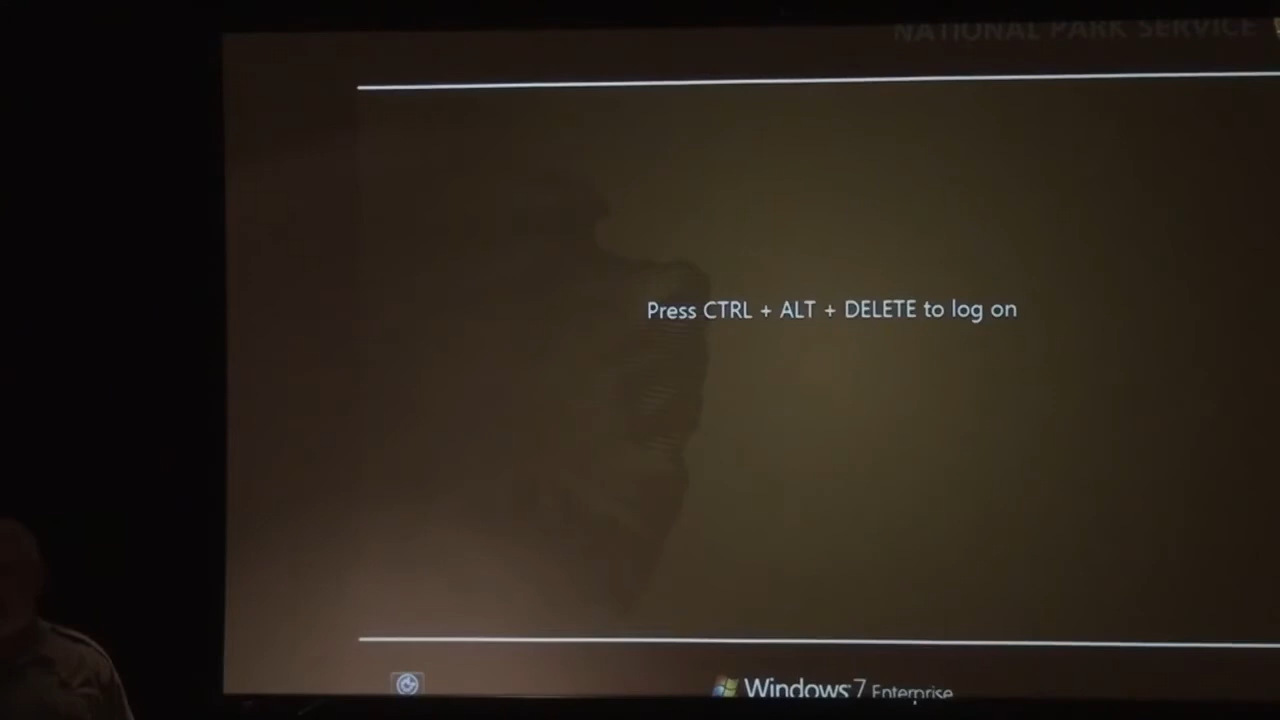 NATIONAL PARK SERVICE
Press CTRL + ALT + DELETE to log on
Windows 7 Enterprise